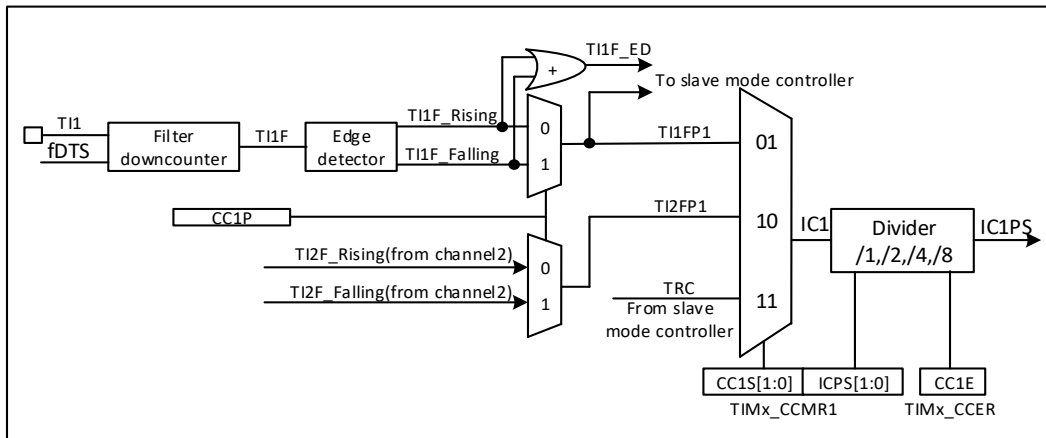 TI1F_ED
+
To slave mode controller
TI1
fDTS
Filter
downcounter
TI1F
Edge
detector
TI1F_Rising
TI1F_Falling
0
1
TI1FP1
01
CC1P
TI2FP1
10
IC1
Divider
/1,/2,/4,/8
IC1PS
TI2F_Rising(from channel2)
TI2F_Falling(from channel2)
0
1
TRC
From slave
mode controller
11
CC1S[1:0]
ICPS[1:0]
CC1E
TIMx_CCMR1
TIMx_CCER